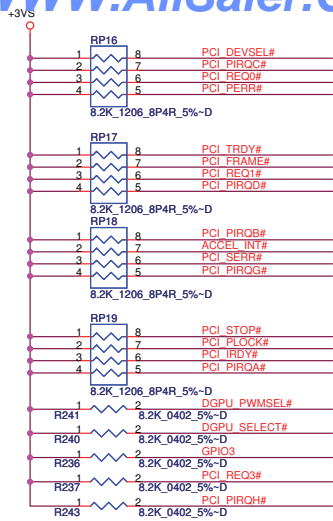 WWW.AliSaler.C
+3VS
RP16
1 8 PCI_DEVSEL#
2 7 PCI_PIRQC#
3 6 PCI_REQ0#
4 5 PCI_PERR#
8.2K_1206_8P4R_5%~D
RP17
1 8 PCI_TRDY#
2 7 PCI_FRAME#
3 6 PCI_REQ1#
4 5 PCI_PIRQD#
8.2K_1206_8P4R_5%~D
RP18
1 8 PCI_PIRQB#
2 7 ACCEL_INT#
3 6 PCI_SERR#
4 5 PCI_PIRQG#
8.2K_1206_8P4R_5%~D
RP19
1 8 PCI_STOP#
2 7 PCI_PLOCK#
3 6 PCI_IRDY#
4 5 PCI_PIRQA#
8.2K_1206_8P4R_5%~D
1 2 DGPU_PWMSEL#
R241 8.2K_0402_5%~D
1 2 DGPU_SELECT#
R240 8.2K_0402_5%~D
1 2 GPIO3
R236 8.2K_0402_5%~D
1 2 PCI_REQ3#
R237 8.2K_0402_5%~D
1 2 PCI_PIRQH#
R243 8.2K_0402_5%~D